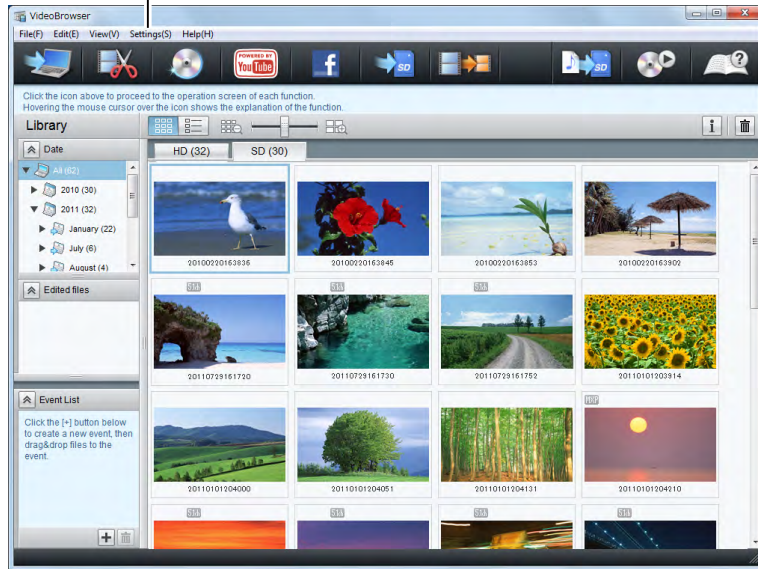 VideoBrowser
File(F) Edit(E) View(V) Settings(S) Help(H)
POWERED BY
YouTube
f
SD
SD
?
Click the icon above to proceed to the operation screen of each function.
Hovering the mouse cursor over the icon shows the explanation of the function.
Library
i
Date
HD (32) SD (30)
All (62)
2010 (30)
2011 (32)
January (22)
July (6)
August (4)
Edited files
20100220163836
20100220163845
20100220163853
20100220163902
20110729161720
20110729161730
20110729161752
20110101203914
Event List
Click the [+] button below
to create a new event, then
drag&drop files to the
event.
MXP
20110101204000
20110101204051
20110101204131
20110101204210